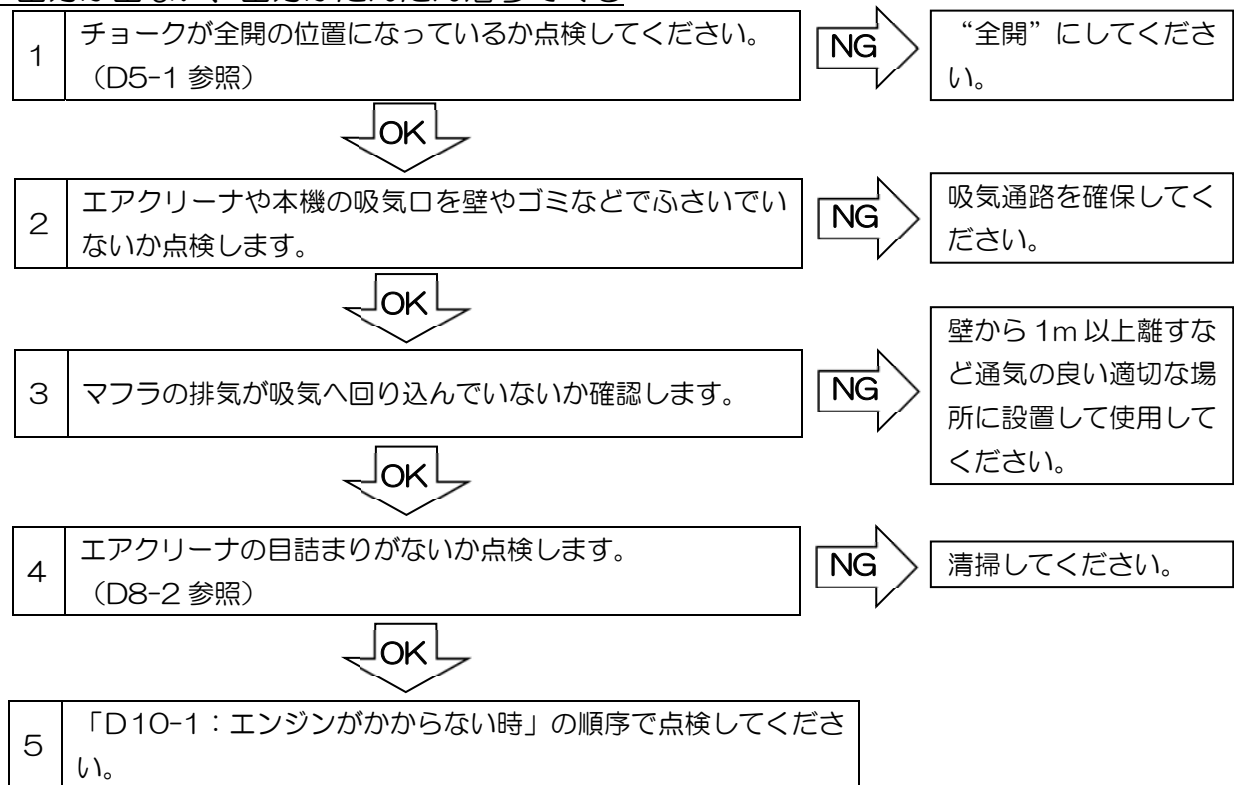 1
チョークが全開の位置になっているか点検してください。
（D5-1 参照）
NG
“全開”にしてくださ
い。
OK
2
エアクリーナや本機の吸気口を壁やゴミなどでふさいでい
ないか点検します。
NG
吸気通路を確保してく
ださい。
OK
3
マフラの排気が吸気へ回り込んでいないか確認します。
NG
壁から 1m 以上離すな
ど通気の良い適切な場
所に設置して使用して
ください。
OK
4
エアクリーナの目詰まりがないか点検します。
（D8-2 参照）
NG
清掃してください。
OK
5
「D10-1：エンジンがかからない時」の順序で点検してくださ
い。